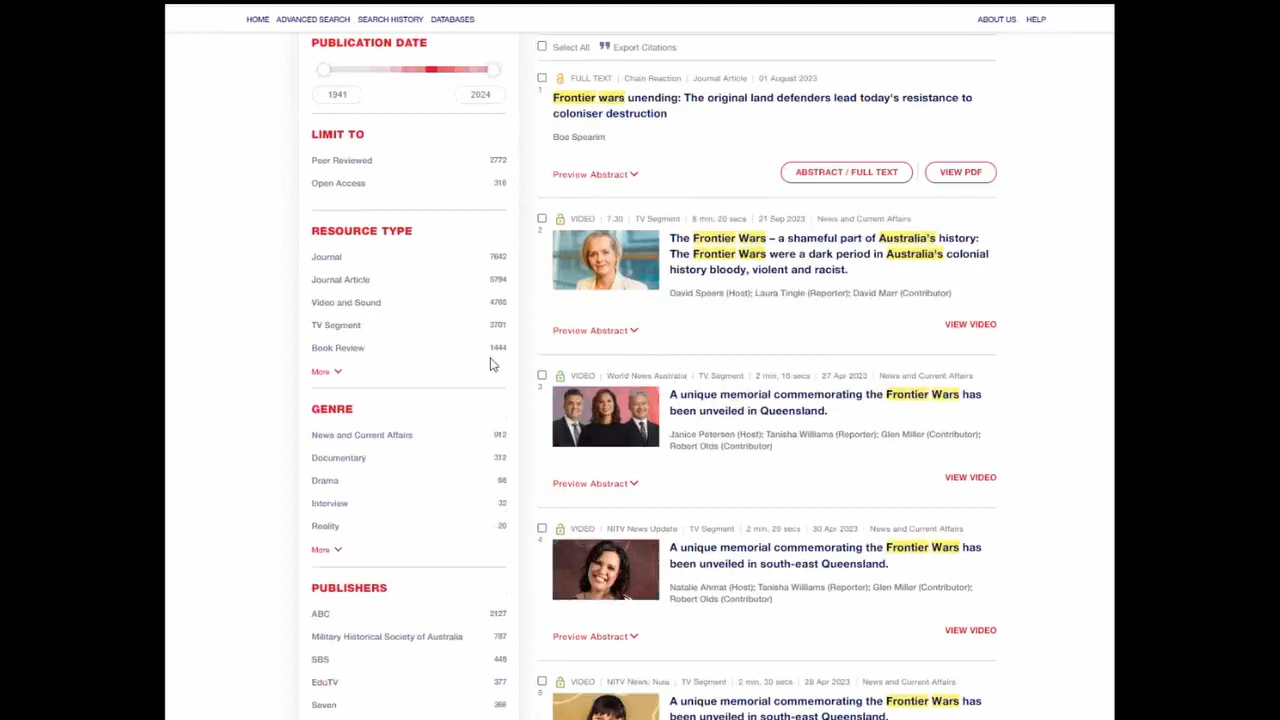 HOME ADVANCED SEARCH SEARCH HISTORY DATABASES ABOUT US HELP
PUBLICATION DATE
1941 2024
LIMIT TO
Peer Reviewed 2772
Open Access 316
RESOURCE TYPE
Journal 7642
Journal Article 5794
Video and Sound 4765
TV Segment 3701
Book Review 1444
More
GENRE
News and Current Affairs 912
Documentary 312
Drama 68
Interview 32
Reality 20
More
PUBLISHERS
ABC 2127
Military Historical Society of Australia 787
SBS 446
EduTV 377
Seven 366
Select All Export Citations
1
FULL TEXT | Chain Reaction | Journal Article | 01 August 2023
Frontier wars unending: The original land defenders lead today's resistance to
coloniser destruction
Boe Spearim
Preview Abstract ABSTRACT / FULL TEXT VIEW PDF
2
VIDEO | 7.30 | TV Segment | 8 min, 20 secs | 21 Sep 2023 | News and Current Affairs
The Frontier Wars – a shameful part of Australia's history:
The Frontier Wars were a dark period in Australia's colonial
history bloody, violent and racist.
David Speers (Host); Laura Tingle (Reporter); David Marr (Contributor)
Preview Abstract VIEW VIDEO
3
VIDEO | World News Australia | TV Segment | 2 min, 16 secs | 27 Apr 2023 | News and Current Affairs
A unique memorial commemorating the Frontier Wars has
been unveiled in Queensland.
Janice Petersen (Host); Tanisha Williams (Reporter); Glen Miller (Contributor);
Robert Olds (Contributor)
Preview Abstract VIEW VIDEO
4
VIDEO | NITV News Update | TV Segment | 2 min, 29 secs | 30 Apr 2023 | News and Current Affairs
A unique memorial commemorating the Frontier Wars has
been unveiled in south-east Queensland.
Natalie Ahmat (Host); Tanisha Williams (Reporter); Glen Miller (Contributor);
Robert Olds (Contributor)
Preview Abstract VIEW VIDEO
5
VIDEO | NITV News: Nula | TV Segment | 2 min, 30 secs | 28 Apr 2023 | News and Current Affairs
A unique memorial commemorating the Frontier Wars has
been unveiled in south-east Queensland.